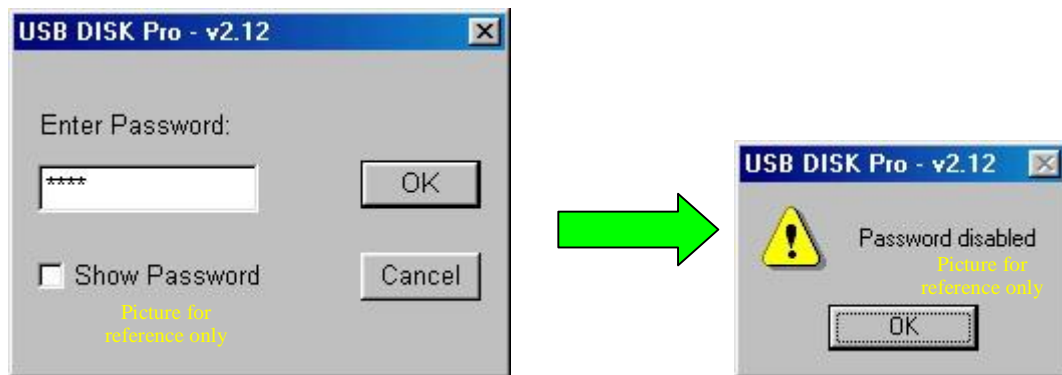 USB DISK Pro - v2.12
Enter Password:
****
OK
Show Password
Cancel
Picture for
reference only
USB DISK Pro - v2.12
Password disabled
Picture for
reference only
OK